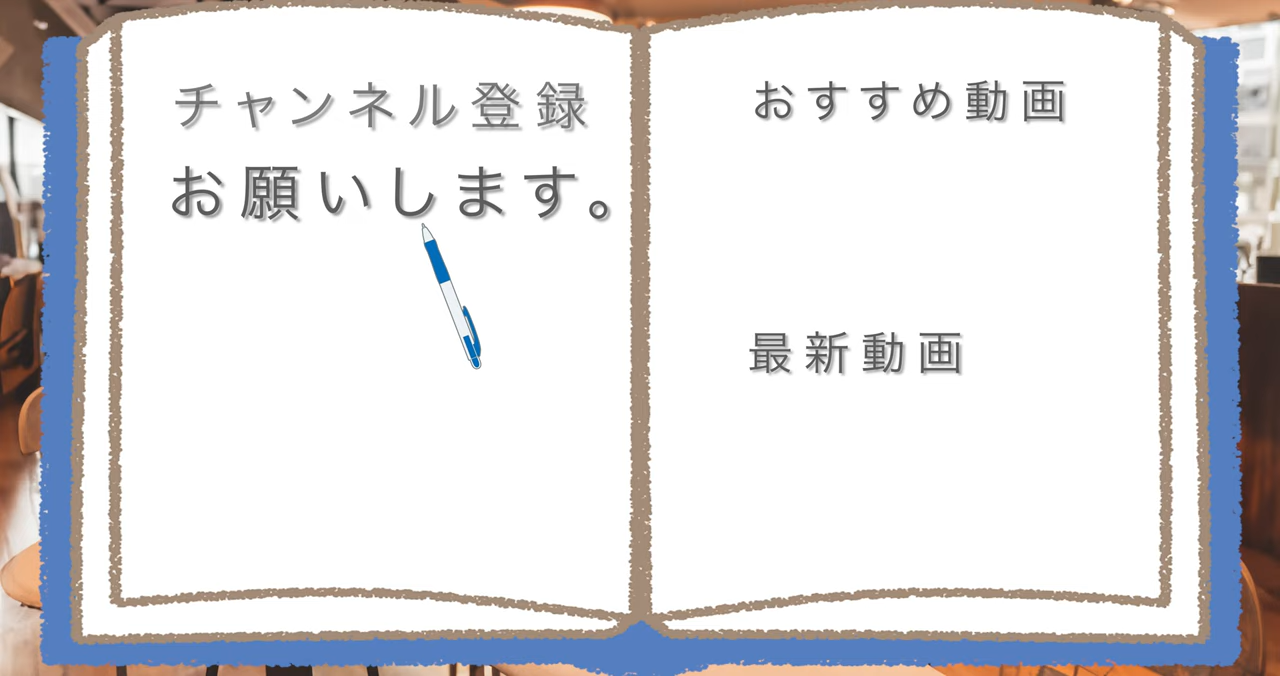 チャンネル登録
お願いします。
おすすめ動画
最新動画